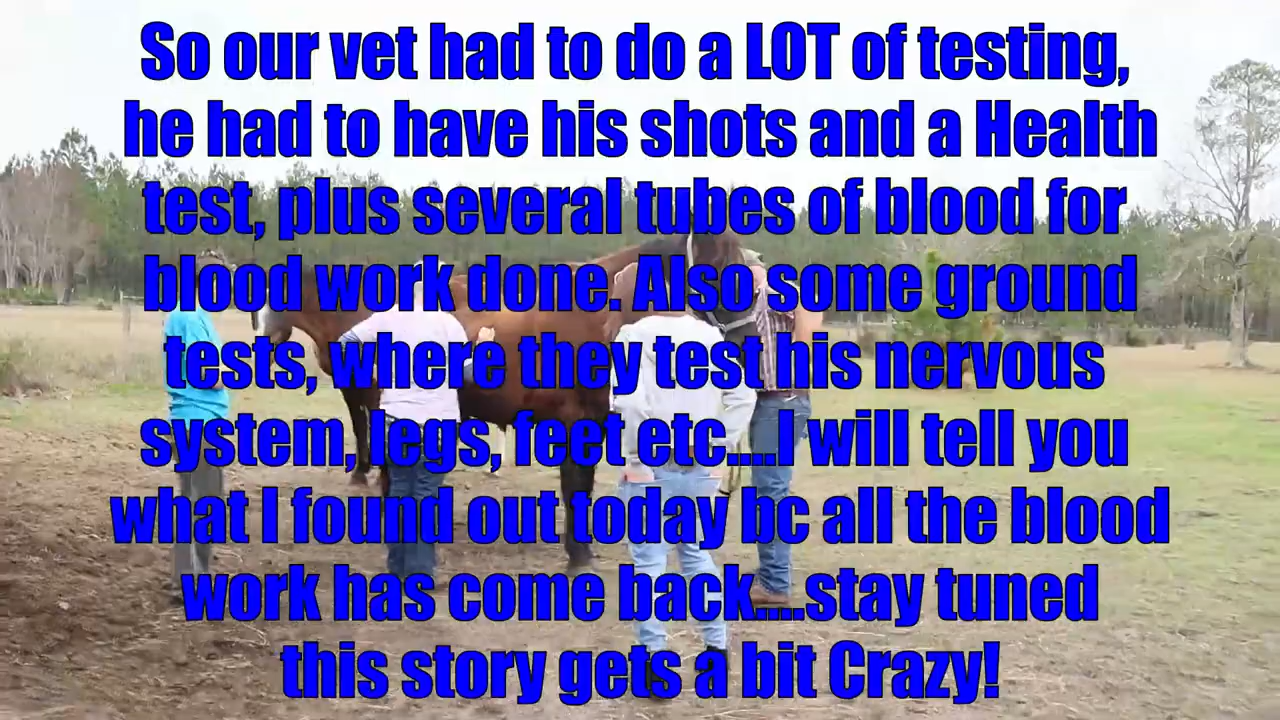 So our vet had to do a LOT of testing,
he had to have his shots and a Health
test, plus several tubes of blood for
blood work done. Also some ground
tests, where they test his nervous
system, legs, feet etc....I will tell you
what I found out today bc all the blood
work has come back....stay tuned
this story gets a bit Crazy!